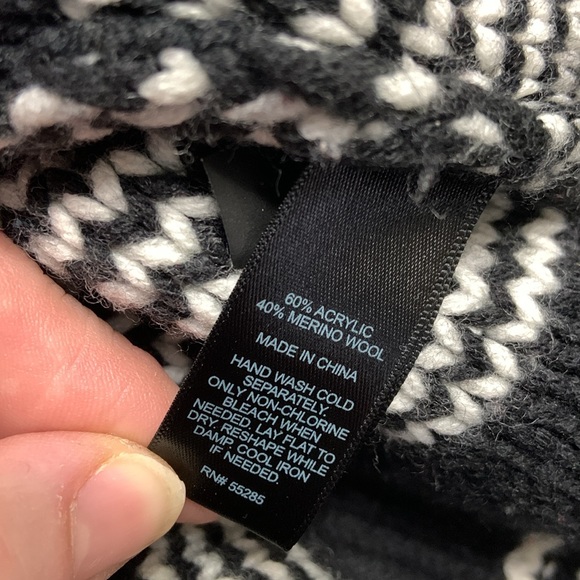 60% ACRYLIC
40% MERINO WOOL
MADE IN CHINA
HAND WASH COLD
SEPARATELY.
ONLY NON-CHLORINE
BLEACH WHEN
NEEDED. LAY FLAT TO
DRY. RESHAPE WHILE
DAMP. COOL IRON
IF NEEDED.
RN# 55285